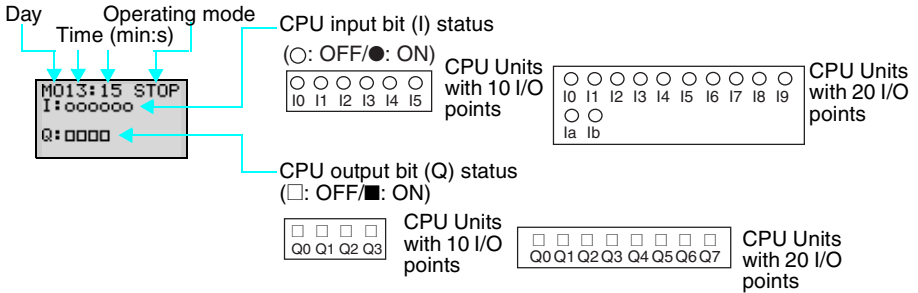 Day
Operating mode
Time (min:s)
MO13:15 STOP
I:oooooo
Q:□□□□
CPU input bit (I) status
(○: OFF/●: ON)
I0 I1 I2 I3 I4 I5
CPU Units
with 10 I/O
points
I0 I1 I2 I3 I4 I5 I6 I7 I8 I9
Ia Ib
CPU Units
with 20 I/O
points
CPU output bit (Q) status
(□: OFF/■: ON)
Q0 Q1 Q2 Q3
CPU Units
with 10 I/O
points
Q0 Q1 Q2 Q3 Q4 Q5 Q6 Q7
CPU Units
with 20 I/O
points